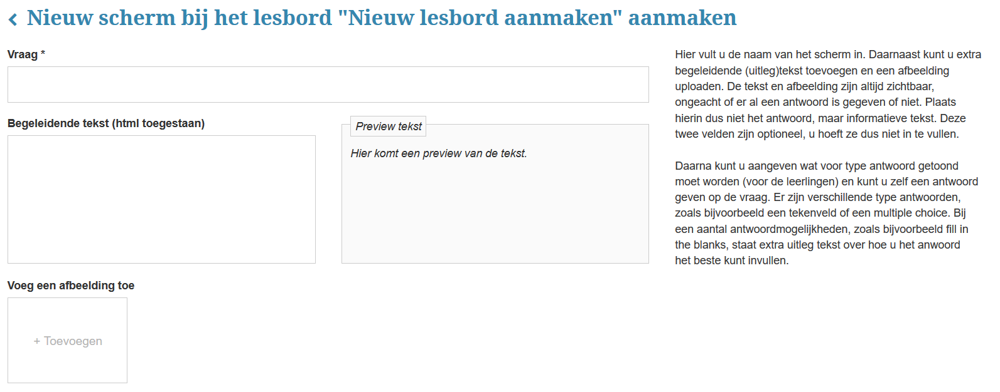 Nieuw scherm bij het lesbord "Nieuw lesbord aanmaken" aanmaken
Vraag *
Begeleidende tekst (html toegestaan)
Preview tekst
Hier komt een preview van de tekst.
Voeg een afbeelding toe
+ Toevoegen
Hier vult u de naam van het scherm in. Daarnaast kunt u extra
begeleidende (uitleg)tekst toevoegen en een afbeelding
uploaden. De tekst en afbeelding zijn altijd zichtbaar,
ongeacht of er al een antwoord is gegeven of niet. Plaats
hierin dus niet het antwoord, maar informatieve tekst. Deze
twee velden zijn optioneel, u hoeft ze dus niet in te vullen.
Daarna kunt u aangeven wat voor type antwoord getoond
moet worden (voor de leerlingen) en kunt u zelf een antwoord
geven op de vraag. Er zijn verschillende type antwoorden,
zoals bijvoorbeeld een tekenveld of een multiple choice. Bij
een aantal antwoordmogelijkheden, zoals bijvoorbeeld fill in
the blanks, staat extra uitleg tekst over hoe u het anwoord
het beste kunt invullen.